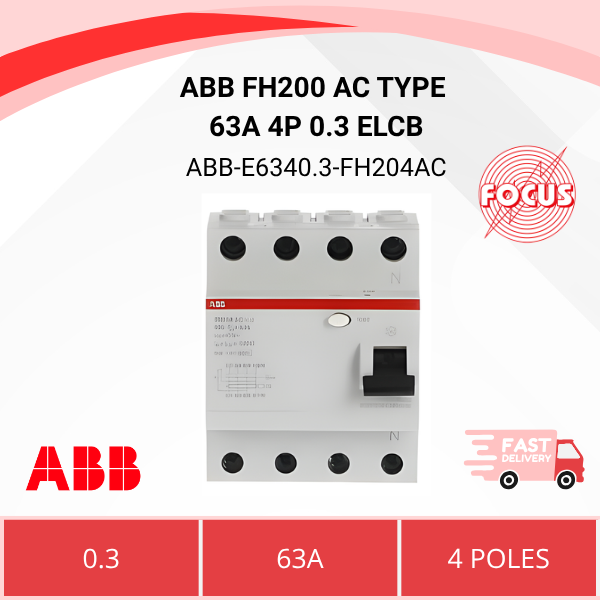 ABB FH200 AC TYPE
63A 4P 0.3 ELCB
ABB-E6340.3-FH204AC
FOCUS
N
ABB
N
ABB
FAST
DELIVERY
0.3
63A
4 POLES